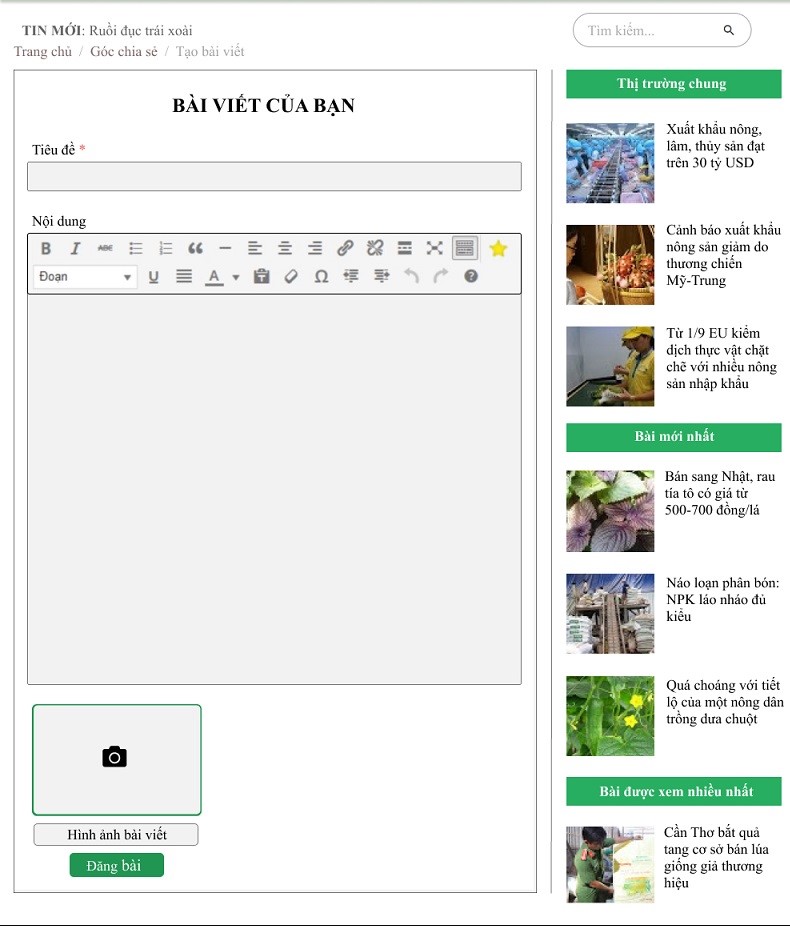 TIN MỚI: Ruồi đục trái xoài
Tìm kiếm...
Trang chủ / Góc chia sẻ / Tạo bài viết
BÀI VIẾT CỦA BẠN
Tiêu đề *
Nội dung
B I ABC
Đoạn U A Ω ?
Hình ảnh bài viết
Đăng bài
Thị trường chung
Xuất khẩu nông,
lâm, thủy sản đạt
trên 30 tỷ USD
Cảnh báo xuất khẩu
nông sản giảm do
thương chiến
Mỹ-Trung
Từ 1/9 EU kiểm
dịch thực vật chặt
chẽ với nhiều nông
sản nhập khẩu
Bài mới nhất
Bán sang Nhật, rau
tía tô có giá từ
500-700 đồng/lá
Náo loạn phân bón:
NPK láo nháo đủ
kiểu
Quá choáng với tiết
lộ của một nông dân
trồng dưa chuột
Bài được xem nhiều nhất
Cần Thơ bắt quả
tang cơ sở bán lúa
giống giả thương
hiệu